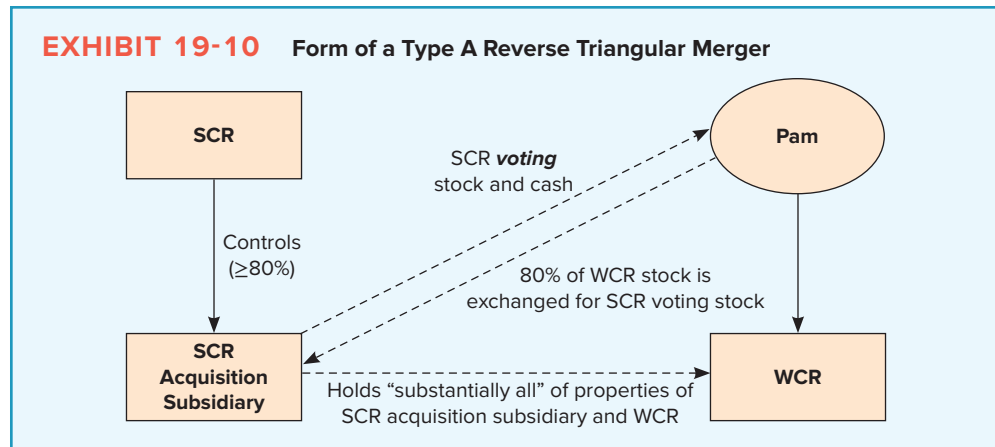 EXHIBIT 19-10 Form of a Type A Reverse Triangular Merger
SCR
Pam
SCR voting
stock and cash
Controls
(≥80%)
80% of WCR stock is
exchanged for SCR voting stock
SCR
Acquisition
Subsidiary
Holds “substantially all” of properties of
SCR acquisition subsidiary and WCR
WCR